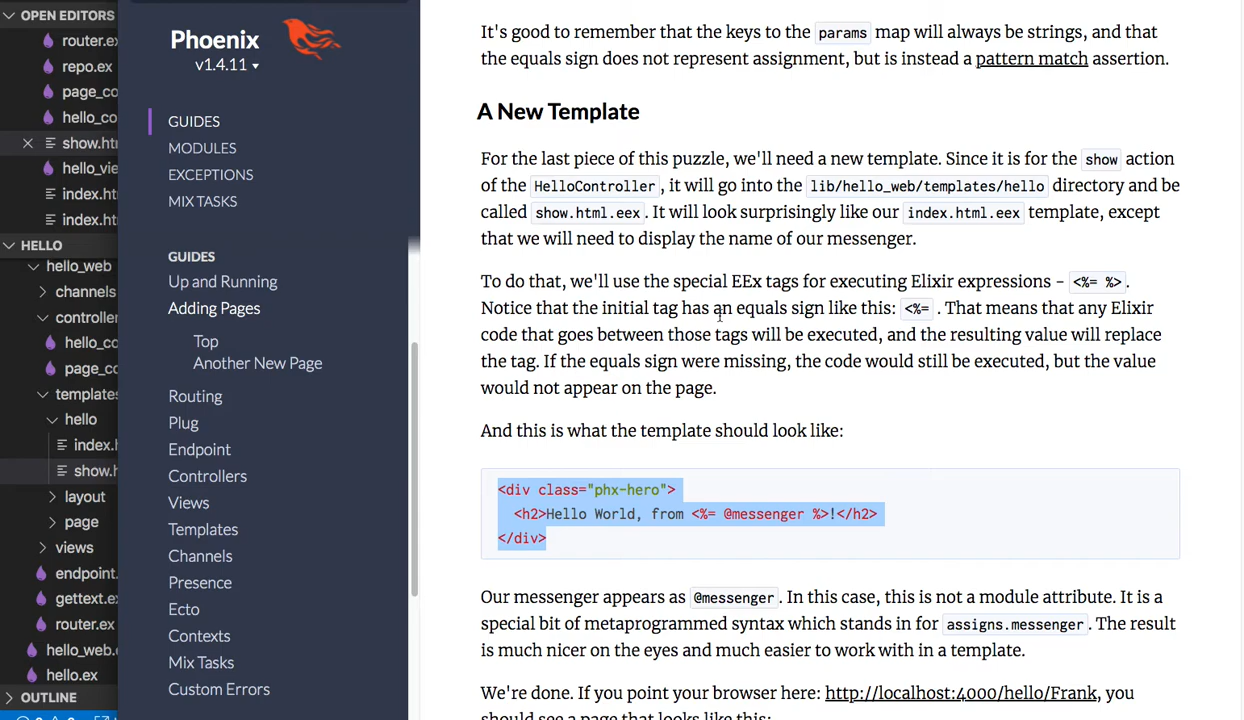 OPEN EDITORS
router.ex
repo.ex
page_co
hello_co
show.ht
hello_vie
index.ht
index.ht
HELLO
hello_web
channels
controller
hello_co
page_co
templates
hello
index.h
show.h
layout
page
views
endpoint.
gettext.ex
router.ex
hello_web.
hello.ex
OUTLINE
Phoenix
v1.4.11
GUIDES
MODULES
EXCEPTIONS
MIX TASKS
GUIDES
Up and Running
Adding Pages
Top
Another New Page
Routing
Plug
Endpoint
Controllers
Views
Templates
Channels
Presence
Ecto
Contexts
Mix Tasks
Custom Errors
It's good to remember that the keys to the params map will always be strings, and that
the equals sign does not represent assignment, but is instead a pattern match assertion.
A New Template
For the last piece of this puzzle, we'll need a new template. Since it is for the show action
of the HelloController, it will go into the lib/hello_web/templates/hello directory and be
called show.html.eex. It will look surprisingly like our index.html.eex template, except
that we will need to display the name of our messenger.
To do that, we'll use the special EEx tags for executing Elixir expressions - <%= %>.
Notice that the initial tag has an equals sign like this: <%= . That means that any Elixir
code that goes between those tags will be executed, and the resulting value will replace
the tag. If the equals sign were missing, the code would still be executed, but the value
would not appear on the page.
And this is what the template should look like:
<div class="phx-hero">
<h2>Hello World, from <%= @messenger %>!</h2>
</div>
Our messenger appears as @messenger. In this case, this is not a module attribute. It is a
special bit of metaprogrammed syntax which stands in for assigns.messenger. The result
is much nicer on the eyes and much easier to work with in a template.
We're done. If you point your browser here: http://localhost:4000/hello/Frank, you
should see a page that looks like this: